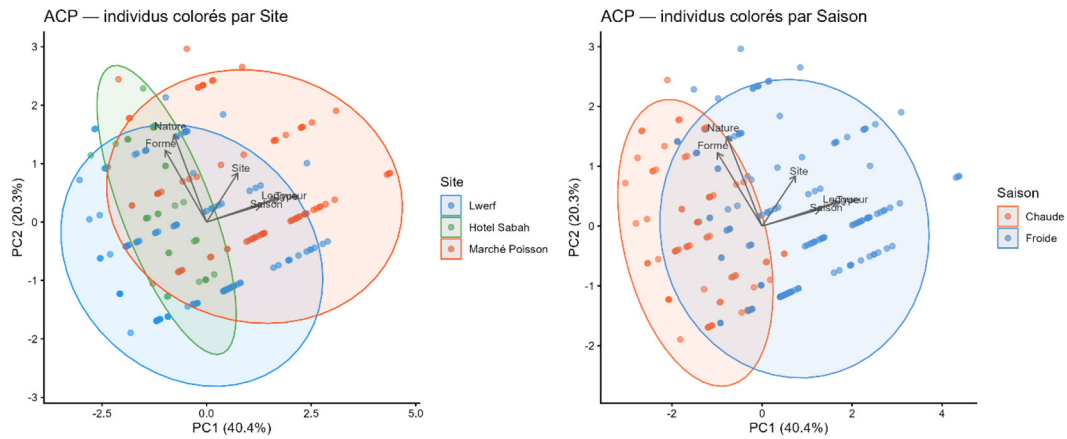 ACP — individus colorés par Site
3
2
1
0
-1
-2
-3
PC2 (20.3%)
Nature
Forme
Site
Type
Saison
-2.5
0.0
2.5
5.0
PC1 (40.4%)
Site
Lwerf
Hotel Sabah
Marché Poisson
ACP — individus colorés par Saison
3
2
1
0
-1
-2
PC2 (20.3%)
Nature
Forme
Site
Type
Saison
-2
0
2
4
PC1 (40.4%)
Saison
Chaude
Froide